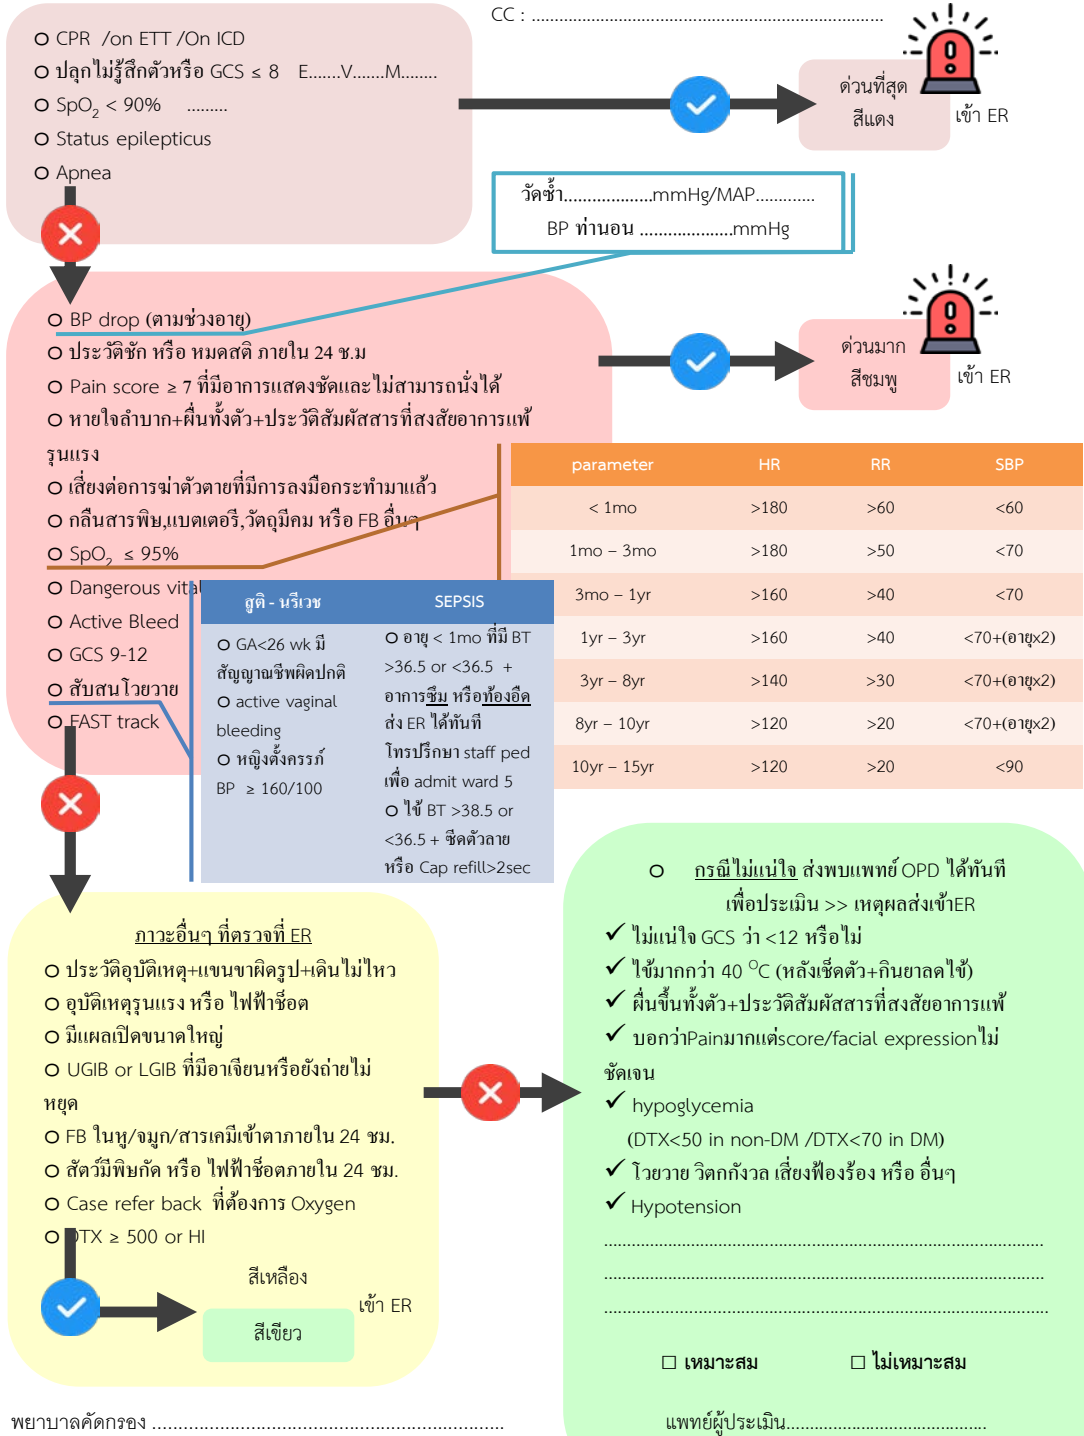 CC : ........................................................................
O CPR /on ETT /On ICD
O ปลุกไม่รู้สึกตัวหรือ GCS ≤ 8 E.......V.......M........
O SpO2 < 90% .........
O Status epilepticus
O Apnea
ด่วนที่สุด
สีแดง
เข้า ER
วัดซ้ำ...................mmHg/MAP.............
BP ท่านอน ....................mmHg
O BP drop (ตามช่วงอายุ)
O ประวัติชัก หรือ หมดสติ ภายใน 24 ช.ม
O Pain score ≥ 7 ที่มีอาการแสดงชัดและไม่สามารถนั่งได้
O หายใจลำบาก+ผื่นทั้งตัว+ประวัติสัมผัสสารที่สงสัยอาการแพ้
รุนแรง
O เสี่ยงต่อการฆ่าตัวตายที่มีการลงมือกระทำมาแล้ว
O กลืนสารพิษ,แบตเตอรี,วัตถุมีคม หรือ FB อื่นๆ
O SpO2 ≤ 95%
O Dangerous vital
O Active Bleed
O GCS 9-12
O สับสนโวยวาย
O FAST track
ด่วนมาก
สีชมพู
เข้า ER
parameter HR RR SBP
< 1mo >180 >60 <60
1mo – 3mo >180 >50 <70
3mo – 1yr >160 >40 <70
1yr – 3yr >160 >40 <70+(อายุx2)
3yr – 8yr >140 >30 <70+(อายุx2)
8yr – 10yr >120 >20 <70+(อายุx2)
10yr – 15yr >120 >20 <90
สูติ - นรีเวช
O GA<26 wk มี
สัญญาณชีพผิดปกติ
O active vaginal
bleeding
O หญิงตั้งครรภ์
BP ≥ 160/100
SEPSIS
O อายุ < 1mo ที่มี BT
>36.5 or <36.5 +
อาการซึม หรือท้องอืด
ส่ง ER ได้ทันที
โทรปรึกษา staff ped
เพื่อ admit ward 5
O ไข้ BT >38.5 or
<36.5 + ซีดตัวลาย
หรือ Cap refill>2sec
ภาวะอื่นๆ ที่ตรวจที่ ER
O ประวัติอุบัติเหตุ+แขนขาผิดรูป+เดินไม่ไหว
O อุบัติเหตุรุนแรง หรือ ไฟฟ้าช็อต
O มีแผลเปิดขนาดใหญ่
O UGIB or LGIB ที่มีอาเจียนหรือยังถ่ายไม่
หยุด
O FB ในหู/จมูก/สารเคมีเข้าตาภายใน 24 ชม.
O สัตว์มีพิษกัด หรือ ไฟฟ้าช็อตภายใน 24 ชม.
O Case refer back ที่ต้องการ Oxygen
O DTX ≥ 500 or HI
สีเหลือง
สีเขียว
เข้า ER
O กรณีไม่แน่ใจ ส่งพบแพทย์ OPD ได้ทันที
เพื่อประเมิน >> เหตุผลส่งเข้าER
✓ ไม่แน่ใจ GCS ว่า <12 หรือไม่
✓ ไข้มากกว่า 40 °C (หลังเช็ดตัว+กินยาลดไข้)
✓ ผื่นขึ้นทั้งตัว+ประวัติสัมผัสสารที่สงสัยอาการแพ้
✓ บอกว่าPainมากแต่score/facial expressionไม่
ชัดเจน
✓ hypoglycemia
(DTX<50 in non-DM /DTX<70 in DM)
✓ โวยวาย วิตกกังวล เสี่ยงฟ้องร้อง หรือ อื่นๆ
✓ Hypotension
..........................................................................................
..........................................................................................
...........................................................................................
☐ เหมาะสม ☐ ไม่เหมาะสม
พยาบาลคัดกรอง ........................................................................
แพทย์ผู้ประเมิน.........................................